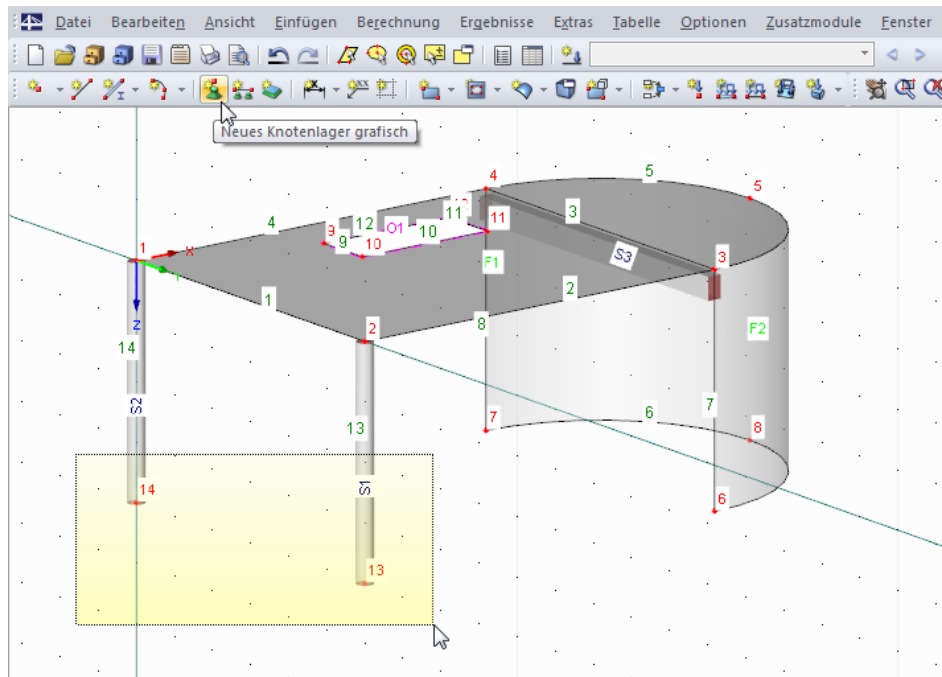 Datei Bearbeiten Ansicht Einfügen Berechnung Ergebnisse Extras Tabelle Optionen Zusatzmodule Fenster
Neues Knotenlager grafisch
4
5
5
3
4
12
11
11
9
O1
10
9
10
1
X
F1
S3
3
2
1
Z
2
8
F2
14
S2
13
7
7
6
8
S1
14
6
13